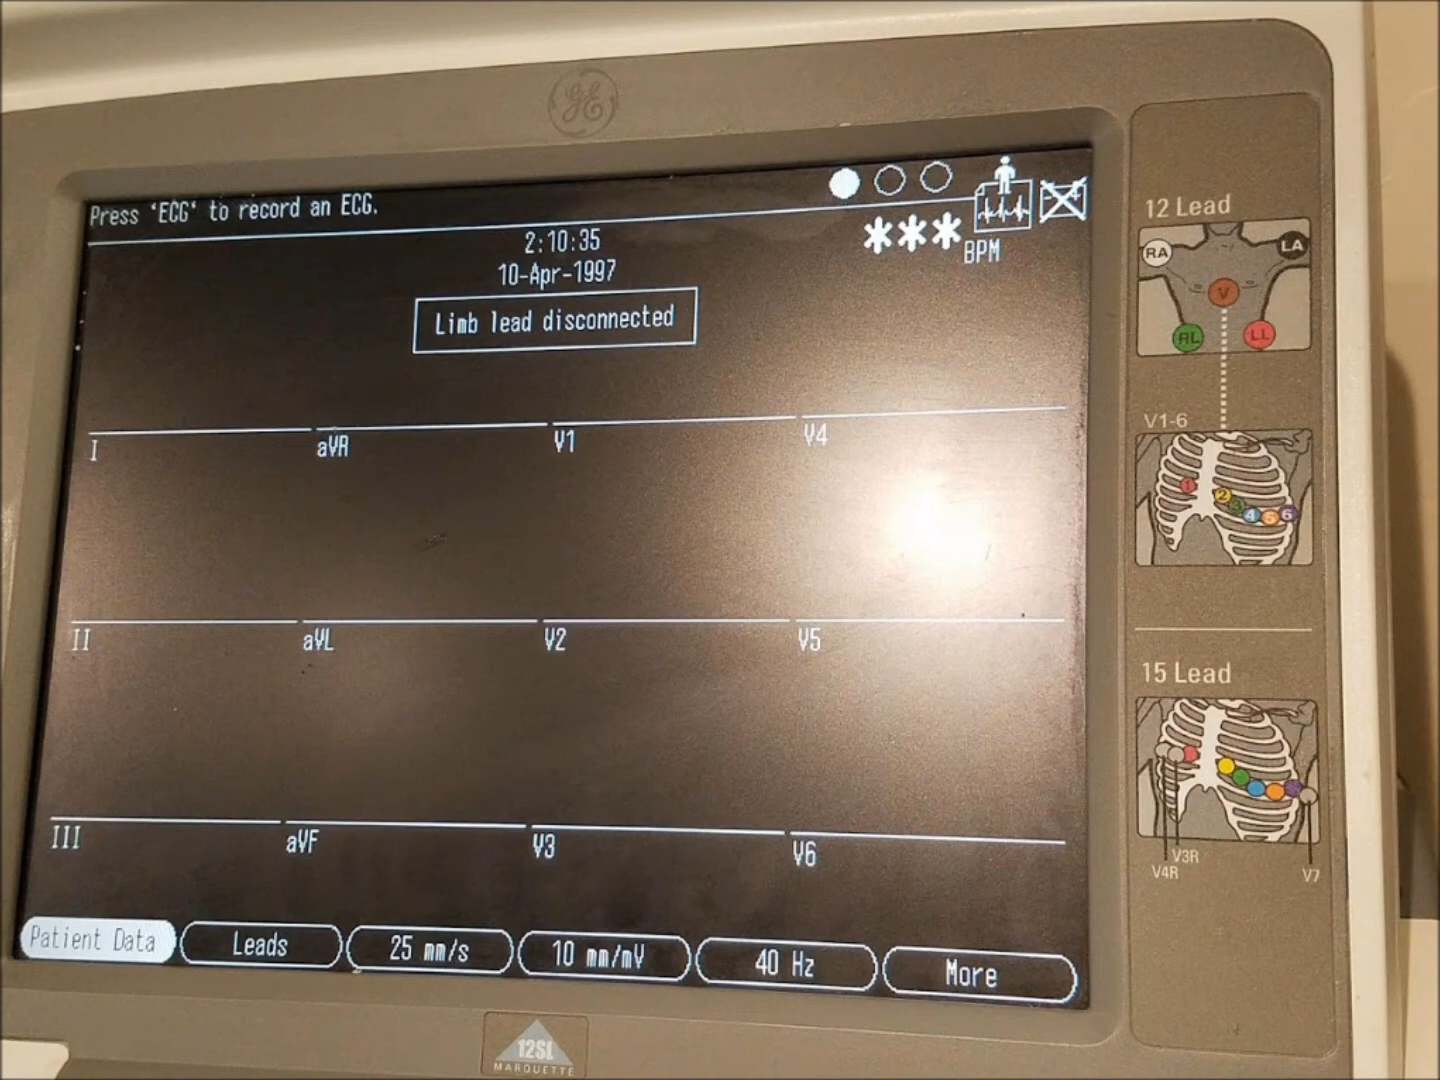 GE
Press 'ECG' to record an ECG.
***
BPM
2:10:35
10-Apr-1997
Limb lead disconnected
I aVR V1 V4
II aVL V2 V5
III aVF V3 V6
Patient Data Leads 25 mm/s 10 mm/mV 40 Hz More
12SL
MARQUETTE
12 Lead
RA LA
V
RL LL
V1-6
1 2 3 4 5 6
15 Lead
V3R
V4R V7